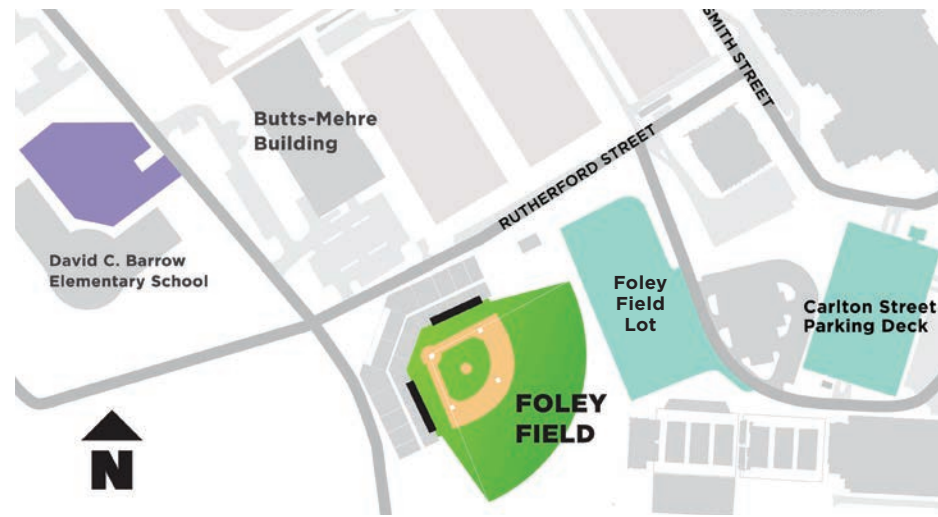 SMITH STREET
Butts-Mehre
Building
RUTHERFORD STREET
David C. Barrow
Elementary School
Foley
Field
Lot
Carlton Street
Parking Deck
FOLEY
FIELD
N